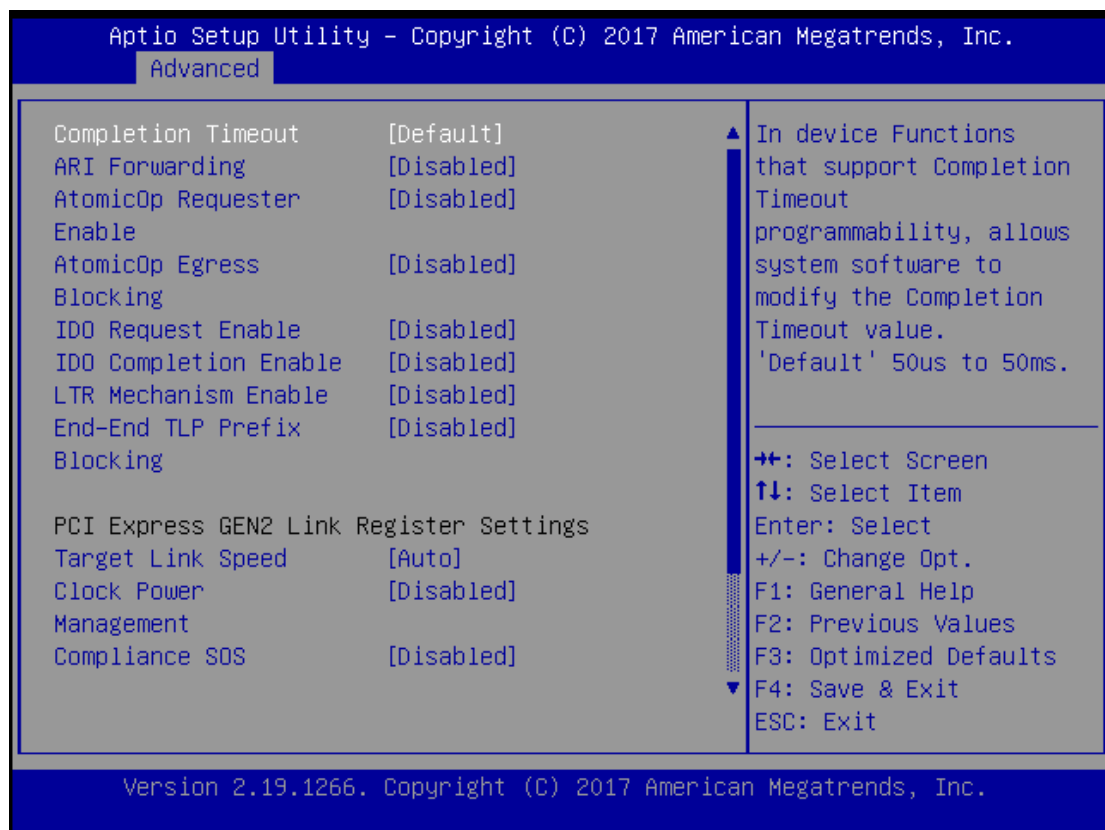 Aptio Setup Utility – Copyright (C) 2017 American Megatrends, Inc.
Advanced
Completion Timeout [Default]
ARI Forwarding [Disabled]
AtomicOp Requester [Disabled]
Enable
AtomicOp Egress [Disabled]
Blocking
IDO Request Enable [Disabled]
IDO Completion Enable [Disabled]
LTR Mechanism Enable [Disabled]
End-End TLP Prefix [Disabled]
Blocking
PCI Express GEN2 Link Register Settings
Target Link Speed [Auto]
Clock Power [Disabled]
Management
Compliance SOS [Disabled]
In device Functions
that support Completion
Timeout
programmability, allows
system software to
modify the Completion
Timeout value.
'Default' 50us to 50ms.
→←: Select Screen
↑↓: Select Item
Enter: Select
+/-: Change Opt.
F1: General Help
F2: Previous Values
F3: Optimized Defaults
F4: Save & Exit
ESC: Exit
Version 2.19.1266. Copyright (C) 2017 American Megatrends, Inc.